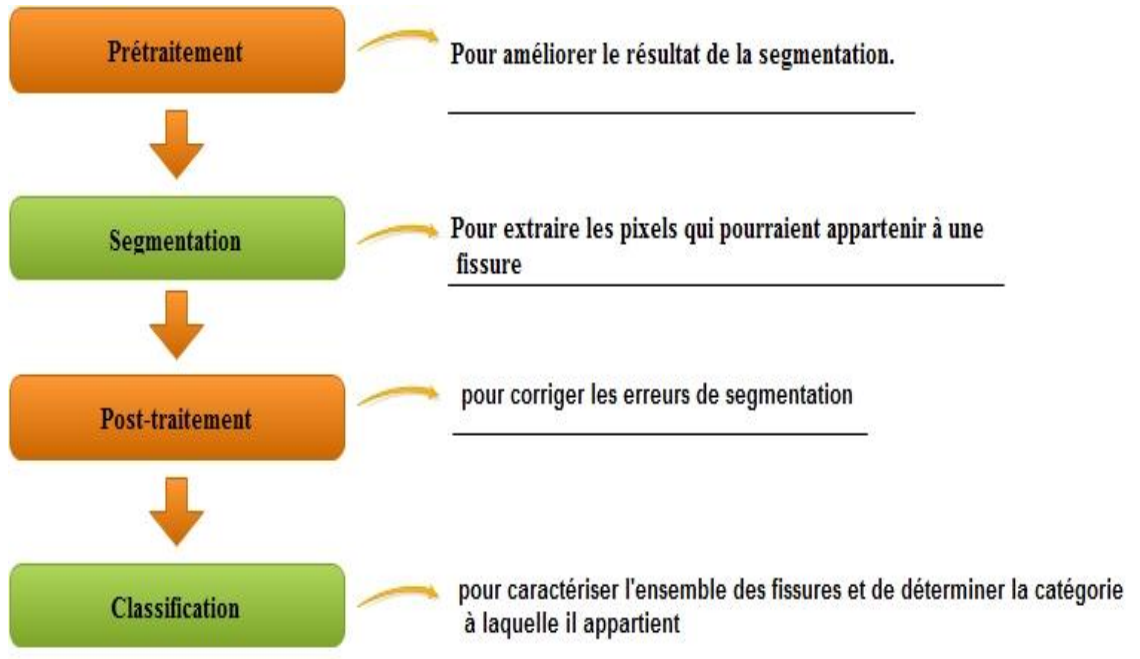 Prétraitement
Pour améliorer le résultat de la segmentation.
Segmentation
Pour extraire les pixels qui pourraient appartenir à une
fissure
Post-traitement
pour corriger les erreurs de segmentation
Classification
pour caractériser l'ensemble des fissures et de déterminer la catégorie
à laquelle il appartient